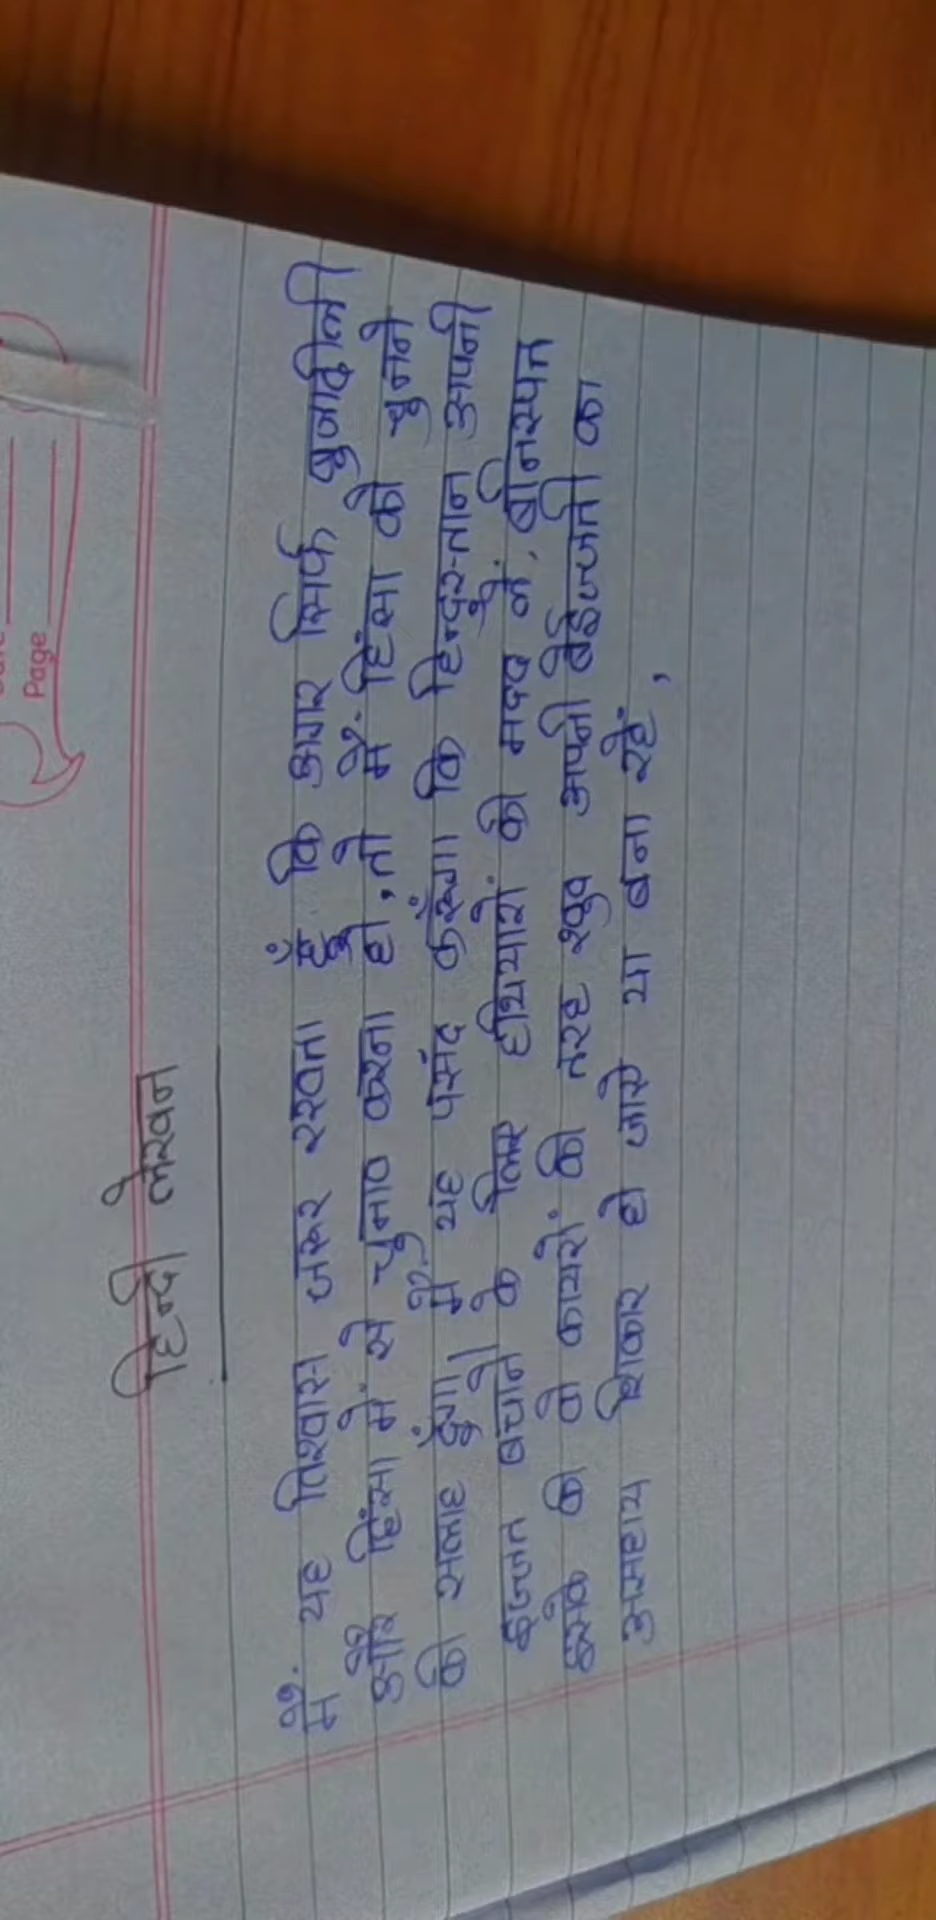 Page
हिन्दी लेखन
मैं यह विश्वास जरूर रखता हूँ कि अगर सिर्फ बुजदिली
और हिंसा में से चुनाव करना हो, तो मैं हिंसा को चुनने
की सलाह दुंगा। मैं यह पसंद करूँगा कि हिन्दुस्तान अपनी
इज्जत बचाने के लिए हथियारों की मदद ले, बनिस्पत
इसके की वो कायरों की तरह खुद अपनी बेइज्जती का
असहाय शिकार हो जाऐ या बना रहें,